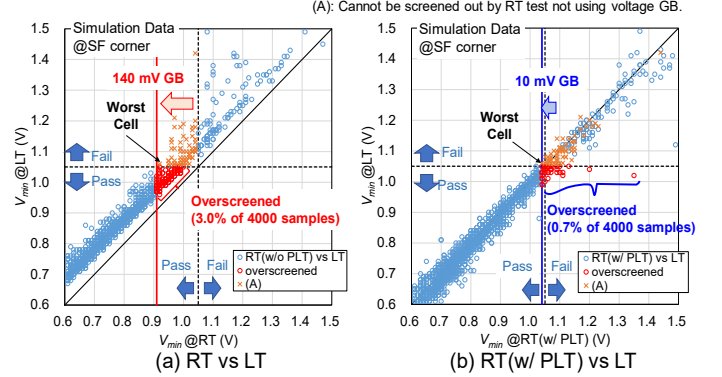 (A): Cannot be screened out by RT test not using voltage GB.
Simulation Data
@SF corner
140 mV GB
Worst
Cell
Fail
Pass
Overscreened
(3.0% of 4000 samples)
Pass
Fail
RT(w/o PLT) vs LT
overscreened
(A)
1.5
1.4
1.3
1.2
1.1
1.0
0.9
0.8
0.7
0.6
Vmin @LT (V)
0.6 0.7 0.8 0.9 1.0 1.1 1.2 1.3 1.4 1.5
Vmin @RT (V)
(a) RT vs LT
Simulation Data
@SF corner
10 mV GB
Worst
Cell
Fail
Pass
Overscreened
(0.7% of 4000 samples)
Pass
Fail
RT(w/ PLT) vs LT
overscreened
(A)
1.5
1.4
1.3
1.2
1.1
1.0
0.9
0.8
0.7
0.6
Vmin @LT (V)
0.6 0.7 0.8 0.9 1.0 1.1 1.2 1.3 1.4 1.5
Vmin @RT(w/ PLT) (V)
(b) RT(w/ PLT) vs LT